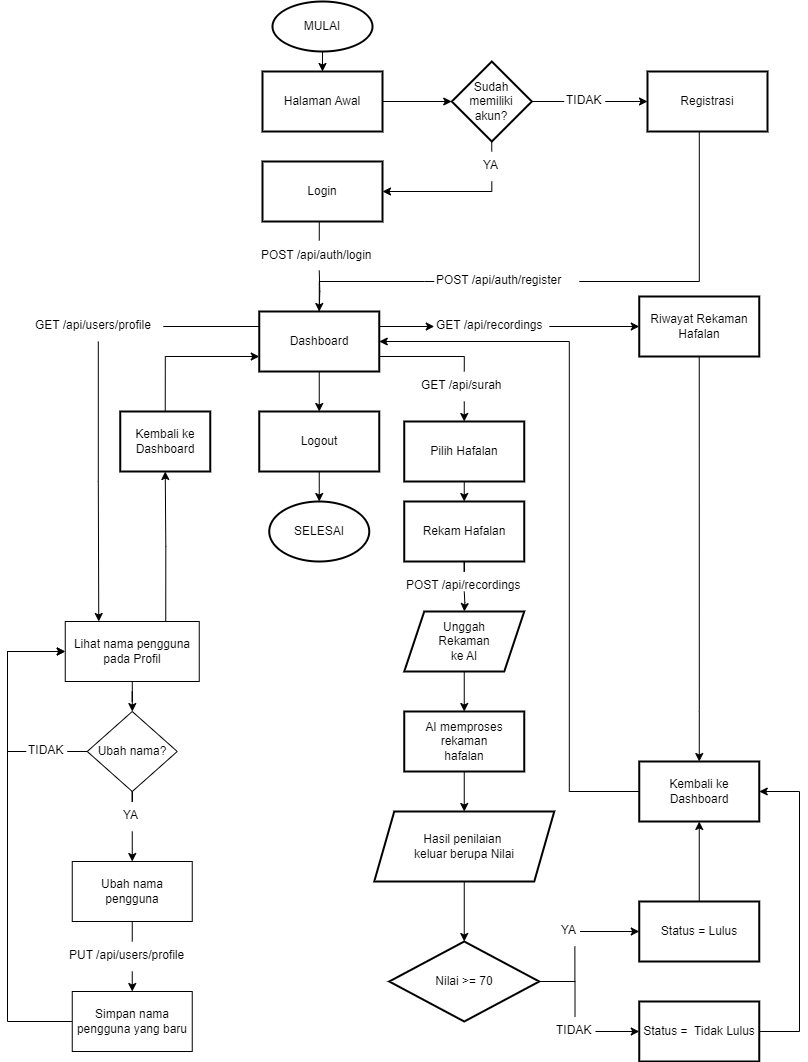 MULAI
Halaman Awal
Sudah
memiliki
akun?
TIDAK
Registrasi
YA
Login
POST /api/auth/login
POST /api/auth/register
GET /api/users/profile
Dashboard
GET /api/recordings
Riwayat Rekaman
Hafalan
GET /api/surah
Kembali ke
Dashboard
Logout
Pilih Hafalan
SELESAI
Rekam Hafalan
POST /api/recordings
Lihat nama pengguna
pada Profil
Unggah
Rekaman
ke AI
TIDAK
Ubah nama?
AI memproses
rekaman
hafalan
YA
Kembali ke
Dashboard
Hasil penilaian
keluar berupa Nilai
Ubah nama
pengguna
PUT /api/users/profile
YA
Status = Lulus
Nilai >= 70
Simpan nama
pengguna yang baru
TIDAK
Status =  Tidak Lulus